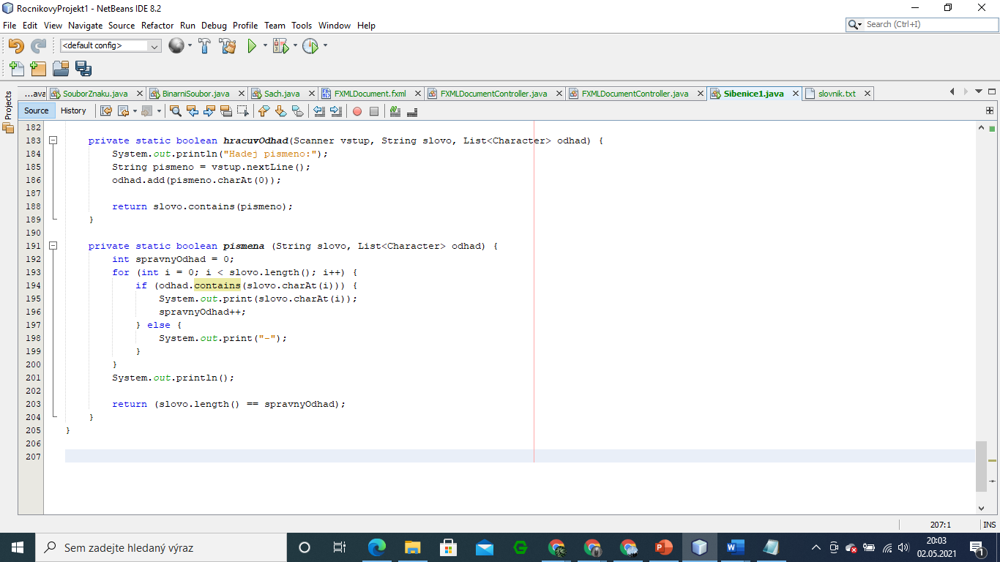 RocnikovyProjekt1 - NetBeans IDE 8.2
File Edit View Navigate Source Refactor Run Debug Profile Team Tools Window Help
Search (Ctrl+I)
<default config>
Projects
...ava SouborZnaku.java BinarniSoubor.java Sach.java FXMLDocument.fxml FXMLDocumentController.java FXMLDocumentController.java Sibenice1.java slovnik.txt
Source History
182
183 private static boolean hracuvOdhad(Scanner vstup, String slovo, List<Character> odhad) {
184 System.out.println("Hadej pismeno:");
185 String pismeno = vstup.nextLine();
186 odhad.add(pismeno.charAt(0));
187
188 return slovo.contains(pismeno);
189 }
190
191 private static boolean pismena (String slovo, List<Character> odhad) {
192 int spravnyOdhad = 0;
193 for (int i = 0; i < slovo.length(); i++) {
194 if (odhad.contains(slovo.charAt(i))) {
195 System.out.print(slovo.charAt(i));
196 spravnyOdhad++;
197 } else {
198 System.out.print("-");
199 }
200 }
201 System.out.println();
202
203 return (slovo.length() == spravnyOdhad);
204 }
205 }
206
207
207:1 INS
Sem zadejte hledaný výraz
20:03
02.05.2021
1